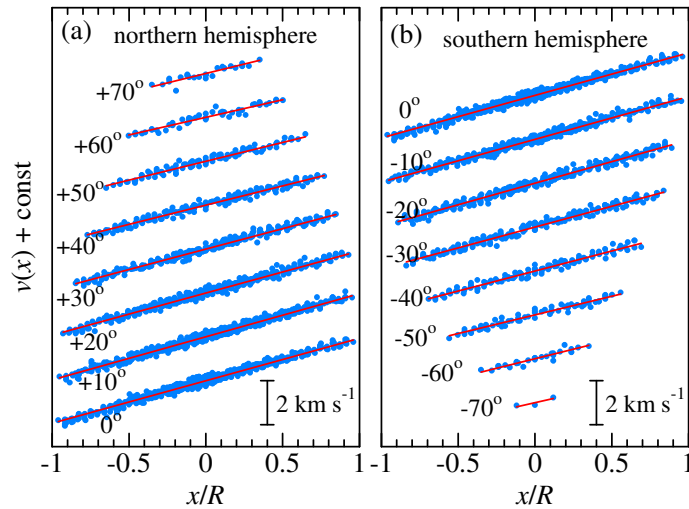 (a)
northern hemisphere
+70°
+60°
+50°
+40°
+30°
+20°
+10°
0°
2 km s⁻¹
-1
-0.5
0
0.5
1
x/R
v(x) + const
(b)
southern hemisphere
0°
-10°
-20°
-30°
-40°
-50°
-60°
-70°
2 km s⁻¹
-1
-0.5
0
0.5
1
x/R